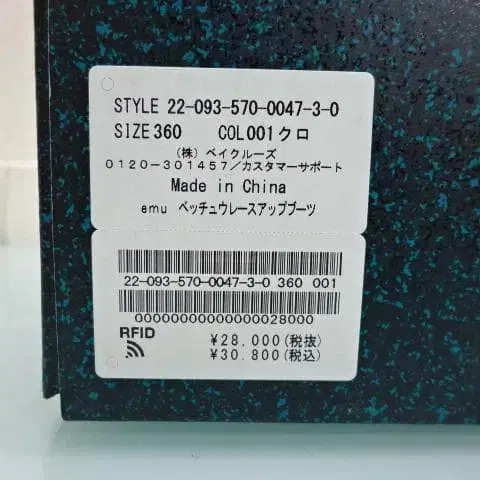 STYLE 22-093-570-0047-3-0
SIZE 360 COL 001 クロ
(株) ベイクルーズ
0120-301457/カスタマーサポート
Made in China
emu ベッチュウレースアップブーツ
22-093-570-0047-3-0 360 001
00000000000000028000
RFID
¥28,000(税抜)
¥30,800(税込)